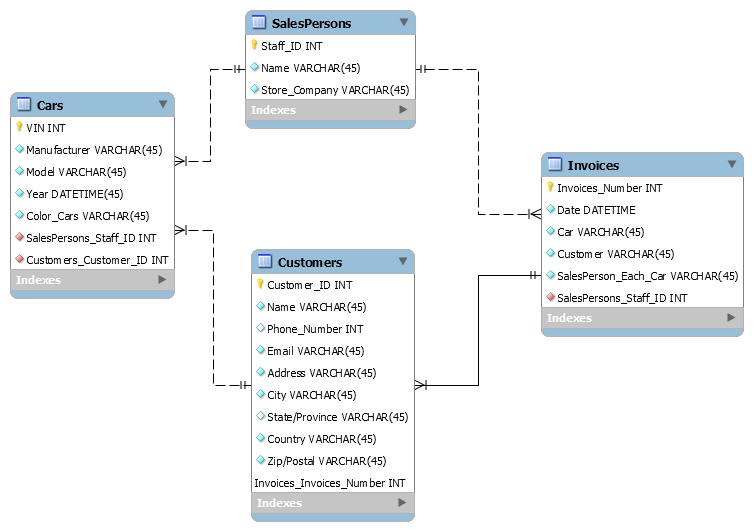 SalesPersons
Staff_ID INT
Name VARCHAR(45)
Store_Company VARCHAR(45)
Indexes
Cars
VIN INT
Manufacturer VARCHAR(45)
Model VARCHAR(45)
Year DATETIME(45)
Color_Cars VARCHAR(45)
SalesPersons_Staff_ID INT
Customers_Customer_ID INT
Indexes
Invoices
Invoices_Number INT
Date DATETIME
Car VARCHAR(45)
Customer VARCHAR(45)
SalesPerson_Each_Car VARCHAR(45)
SalesPersons_Staff_ID INT
Indexes
Customers
Customer_ID INT
Name VARCHAR(45)
Phone_Number INT
Email VARCHAR(45)
Address VARCHAR(45)
City VARCHAR(45)
State/Province VARCHAR(45)
Country VARCHAR(45)
Zip/Postal VARCHAR(45)
Invoices_Invoices_Number INT
Indexes